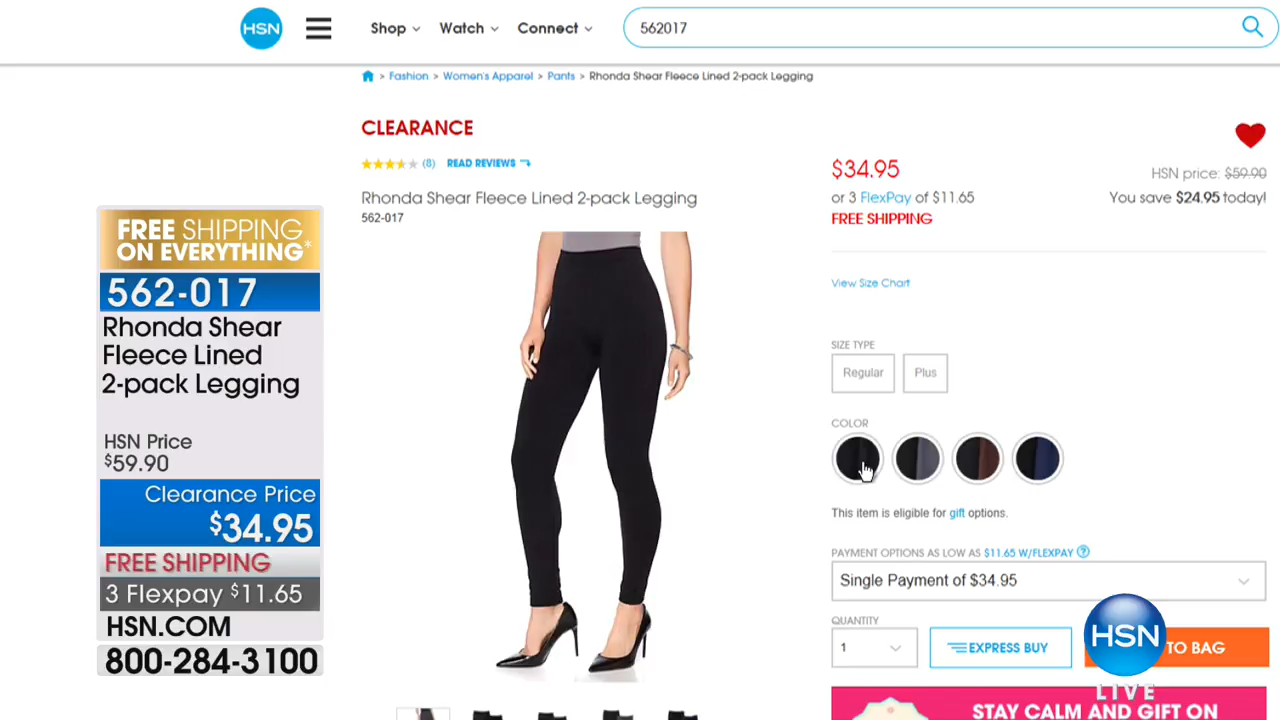 HSN
Shop
Watch
Connect
562017
> Fashion > Women's Apparel > Pants > Rhonda Shear Fleece Lined 2-pack Legging
CLEARANCE
(8) READ REVIEWS
Rhonda Shear Fleece Lined 2-pack Legging
562-017
$34.95
HSN price: $59.90
or 3 FlexPay of $11.65
You save $24.95 today!
FREE SHIPPING
View Size Chart
SIZE TYPE
Regular
Plus
COLOR
This item is eligible for gift options.
PAYMENT OPTIONS AS LOW AS $11.65 W/FLEXPAY ?
Single Payment of $34.95
QUANTITY
1
EXPRESS BUY
TO BAG
STAY CALM AND GIFT ON
FREE SHIPPING
ON EVERYTHING*
562-017
Rhonda Shear
Fleece Lined
2-pack Legging
HSN Price
$59.90
Clearance Price
$34.95
FREE SHIPPING
3 Flexpay $11.65
HSN.COM
800-284-3100
HSN
LIVE